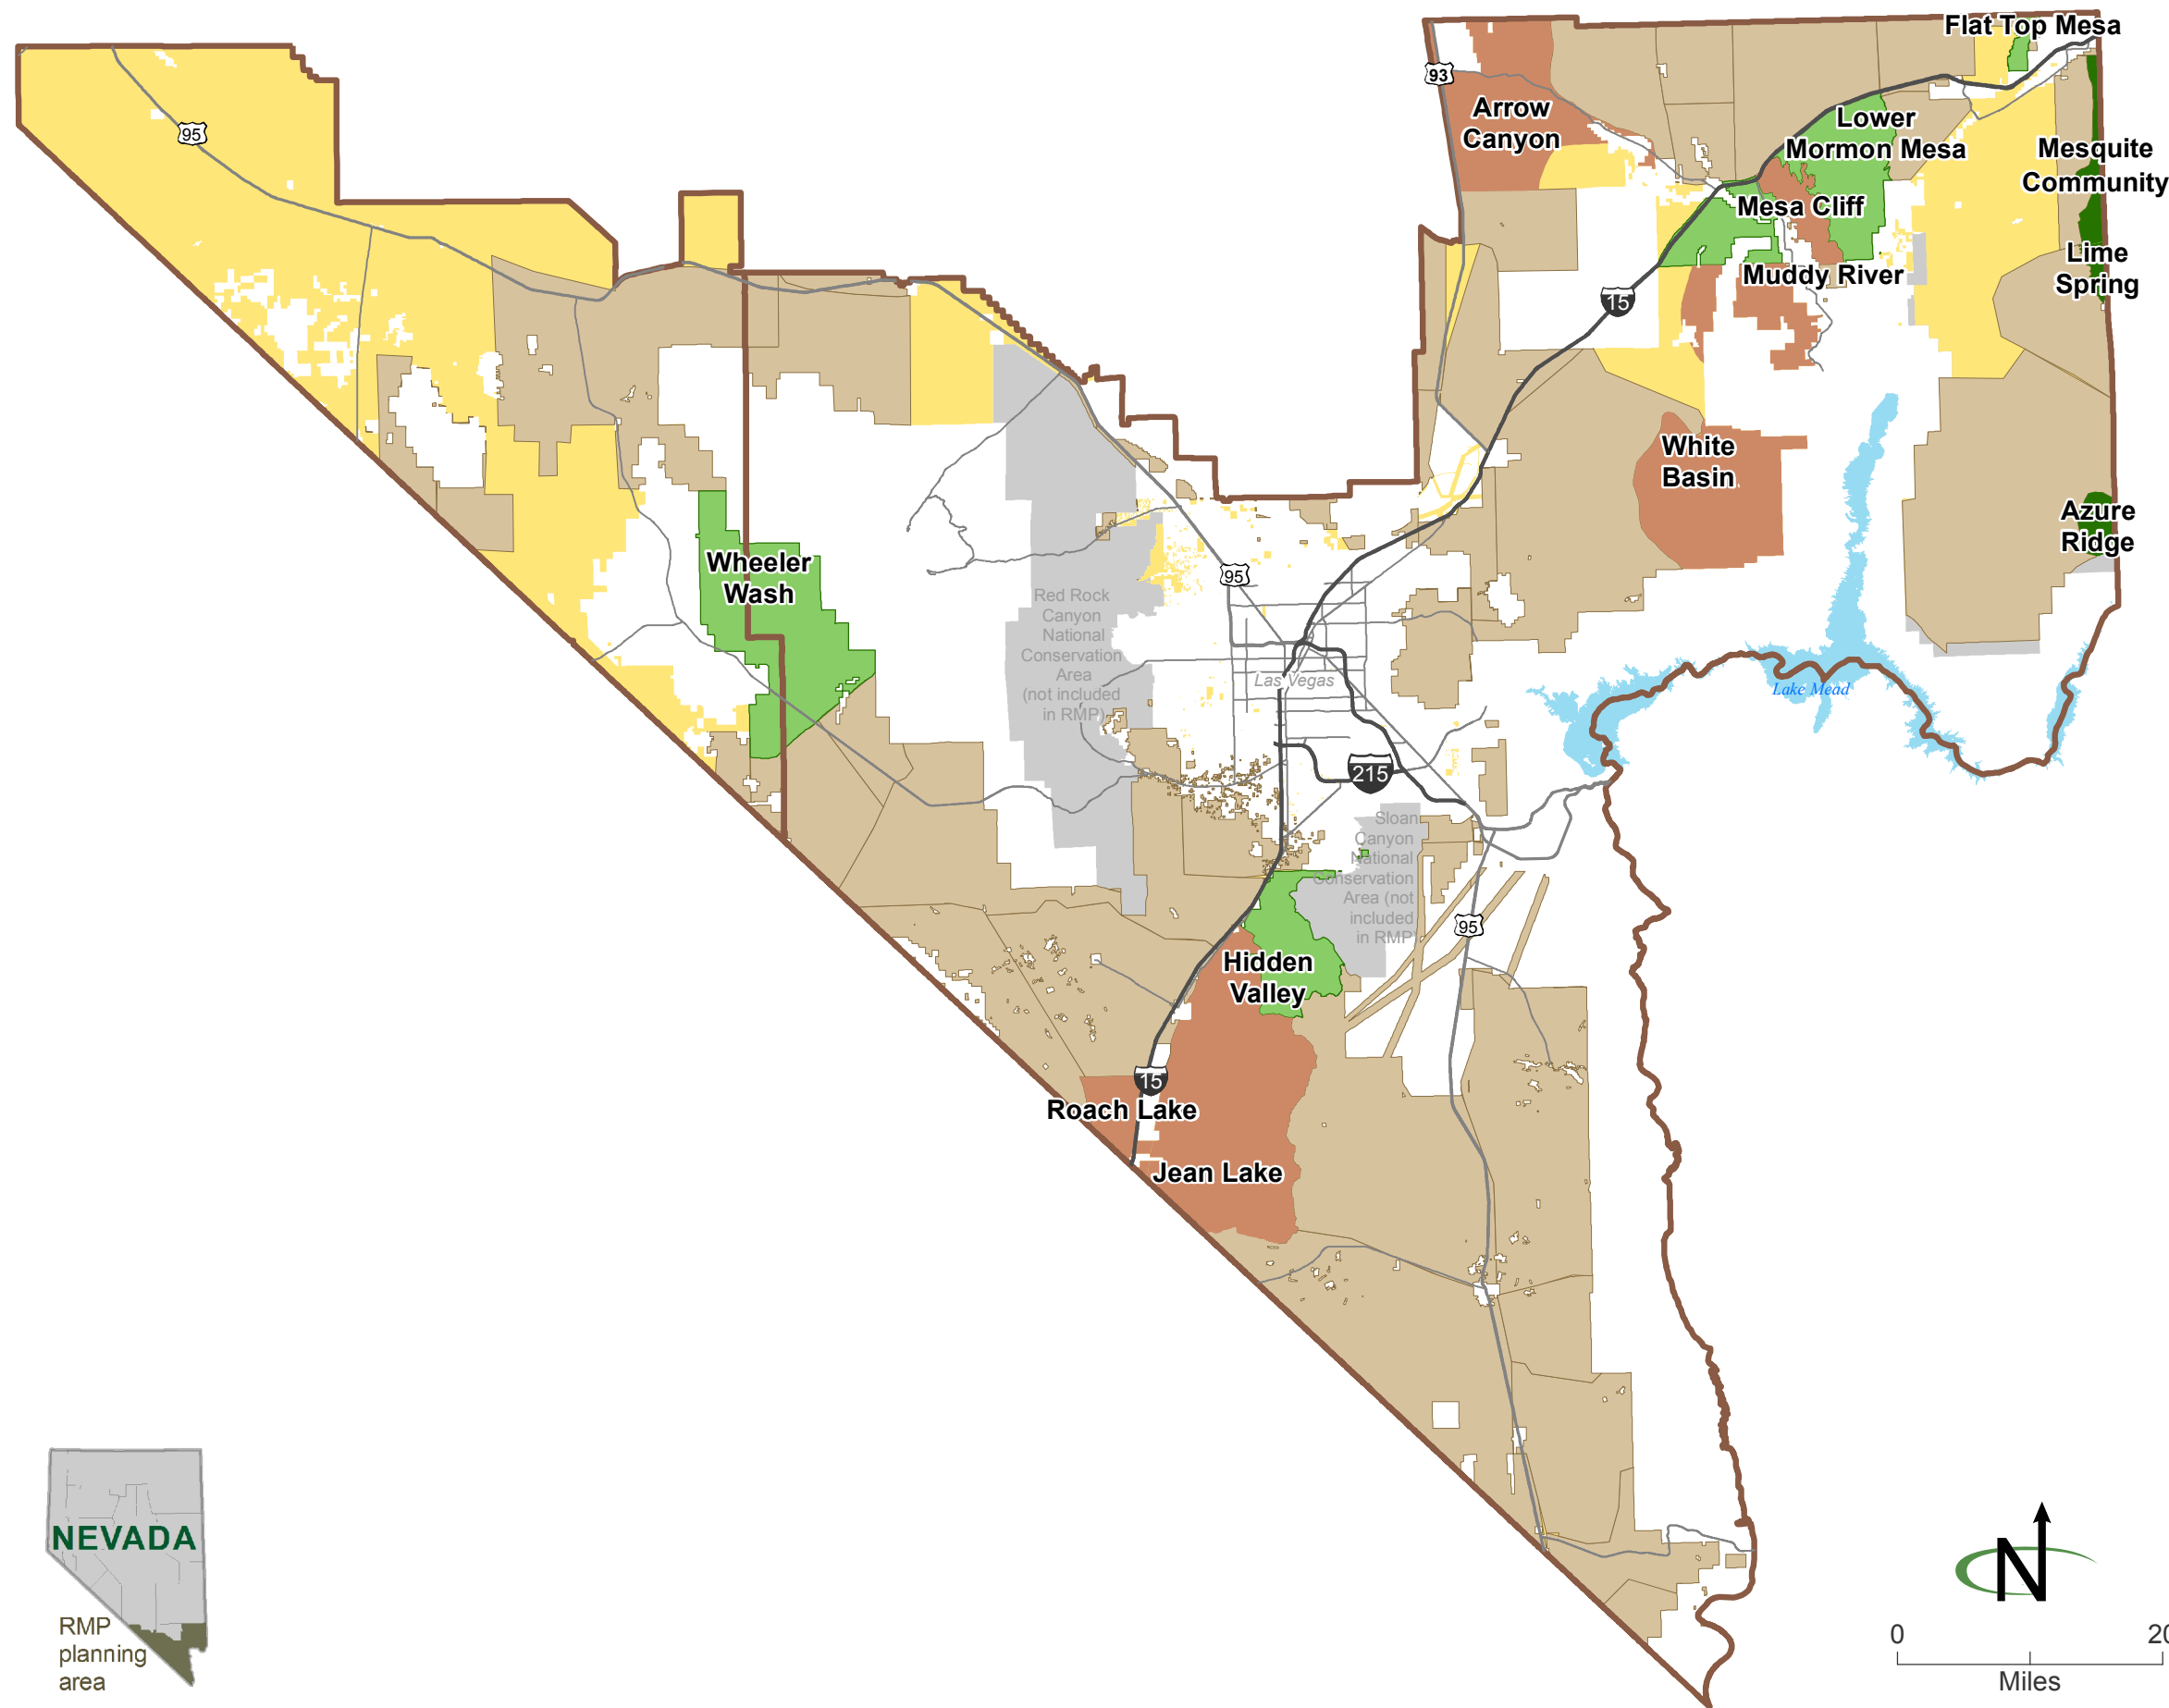 Flat Top Mesa
93
Arrow
Canyon
Lower
Mormon Mesa
95
Mesquite
Community
Mesa Cliff
Lime
Spring
Muddy River
15
White
Basin
Azure
Ridge
Wheeler
Wash
95
Red Rock
Canyon
National
Conservation
Area
(not included
in RMP)
Las Vegas
Lake Mead
215
Sloan
Canyon
National
Conservation
Area (not
included
in RMP)
95
Hidden
Valley
15
Roach Lake
Jean Lake
NEVADA
RMP
planning
area
N
0 20
Miles